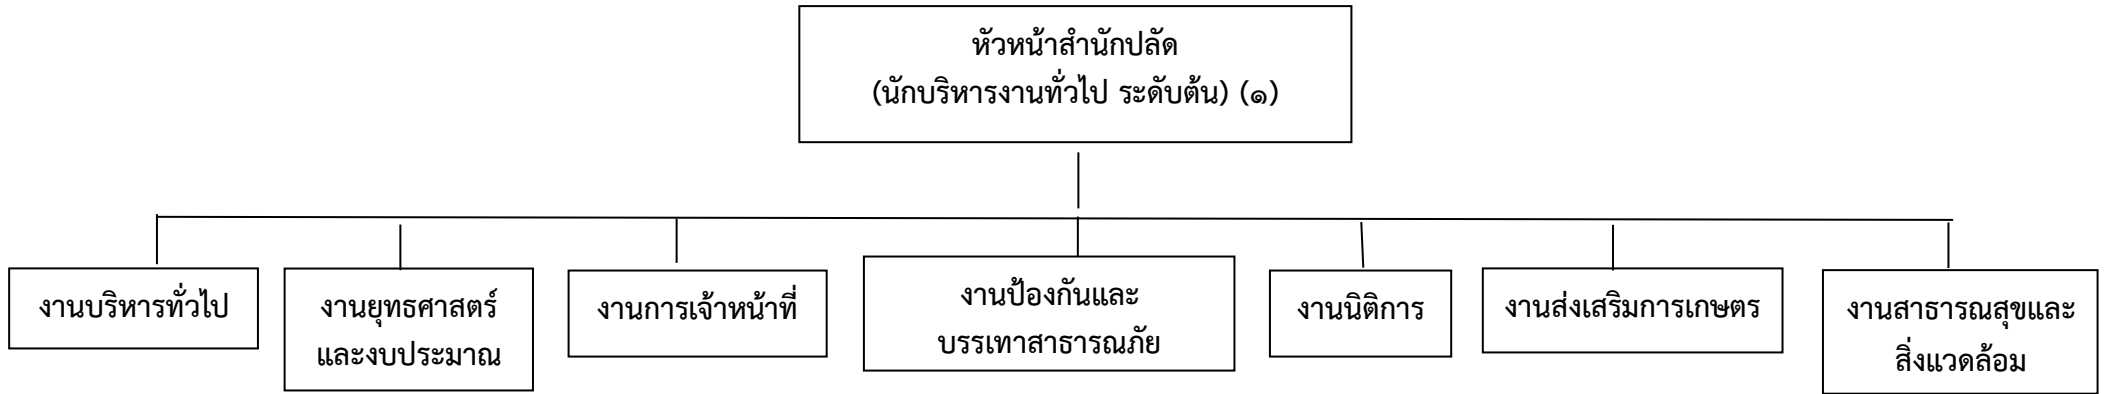 หัวหน้าสำนักปลัด
(นักบริหารงานทั่วไป ระดับต้น) (๑)
งานบริหารทั่วไป
งานยุทธศาสตร์
และงบประมาณ
งานการเจ้าหน้าที่
งานป้องกันและ
บรรเทาสาธารณภัย
งานนิติการ
งานส่งเสริมการเกษตร
งานสาธารณสุขและ
สิ่งแวดล้อม